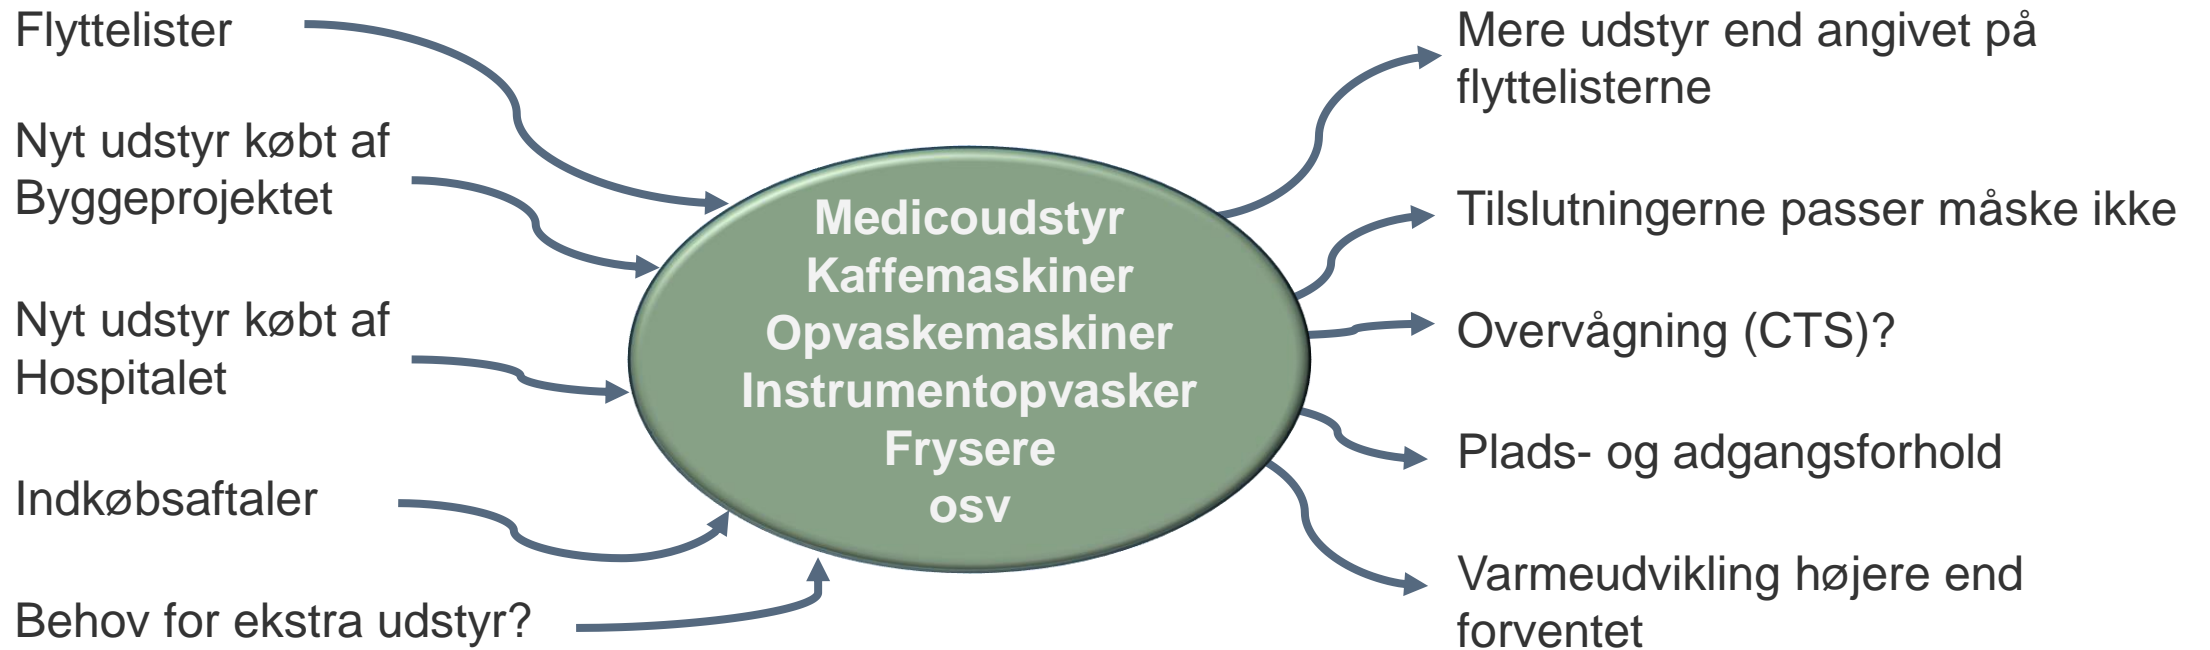 Flyttelister
Nyt udstyr købt af
Byggeprojektet
Nyt udstyr købt af
Hospitalet
Indkøbsaftaler
Behov for ekstra udstyr?
Medicoudstyr
Kaffemaskiner
Opvaskemaskiner
Instrumentopvasker
Frysere
osv
Mere udstyr end angivet på
flyttelisterne
Tilslutningerne passer måske ikke
Overvågning (CTS)?
Plads- og adgangsforhold
Varmeudvikling højere end
forventet